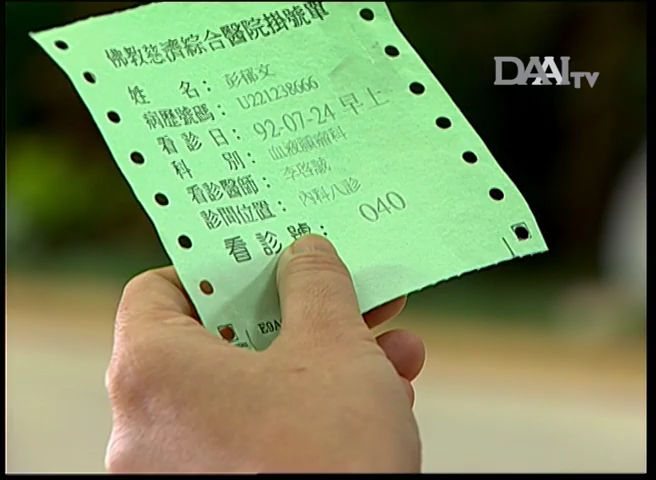 佛教慈濟綜合醫院掛號單
姓 名：彭郁文
病歷號碼：U221238666
看診日：92-07-24 早上
科 別：血液腫瘤科
看診醫師：李啓誠
診間位置：內科八診
看診號：040
E9A
DAAI TV